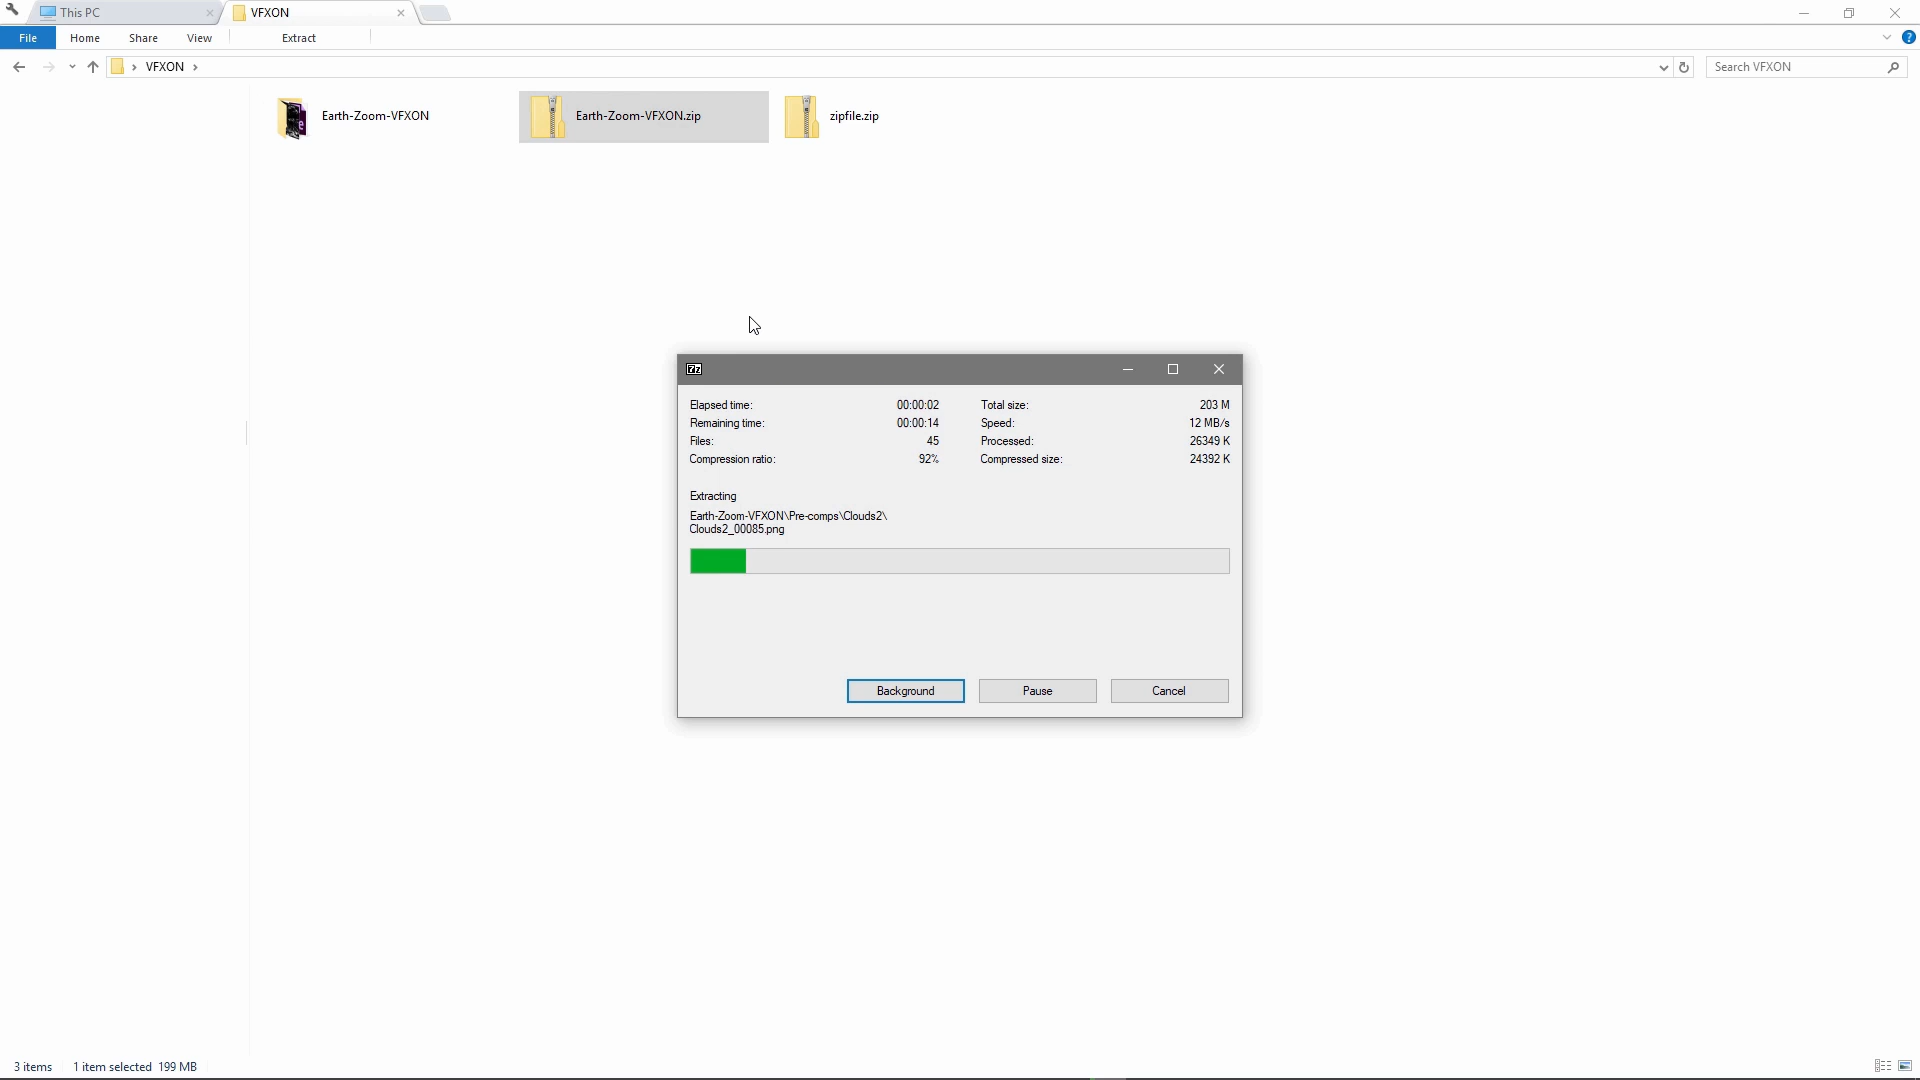 This PC
VFXON
File Home Share View Extract
VFXON
Search VFXON
Earth-Zoom-VFXON
Earth-Zoom-VFXON.zip
zipfile.zip
Elapsed time: 00:00:02 Total size: 203 M
Remaining time: 00:00:14 Speed: 12 MB/s
Files: 45 Processed: 26349 K
Compression ratio: 92% Compressed size: 24392 K
Extracting
Earth-Zoom-VFXON\Pre-comps\Clouds2\
Clouds2_00085.png
Background Pause Cancel
3 items 1 item selected 199 MB